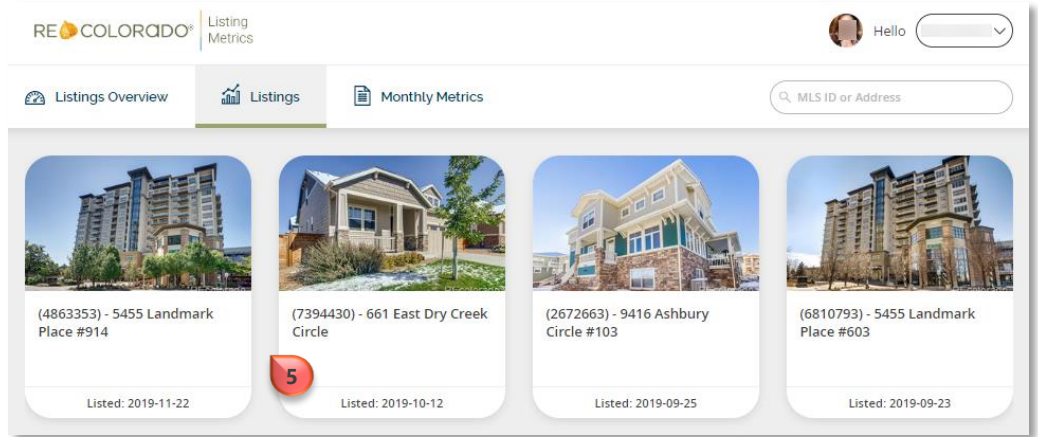 RECOLORADO® Listing
Metrics
Hello
Listings Overview Listings Monthly Metrics MLS ID or Address
(4863353) - 5455 Landmark
Place #914
(7394430) - 661 East Dry Creek
Circle
(2672663) - 9416 Ashbury
Circle #103
(6810793) - 5455 Landmark
Place #603
5
Listed: 2019-11-22
Listed: 2019-10-12
Listed: 2019-09-25
Listed: 2019-09-23